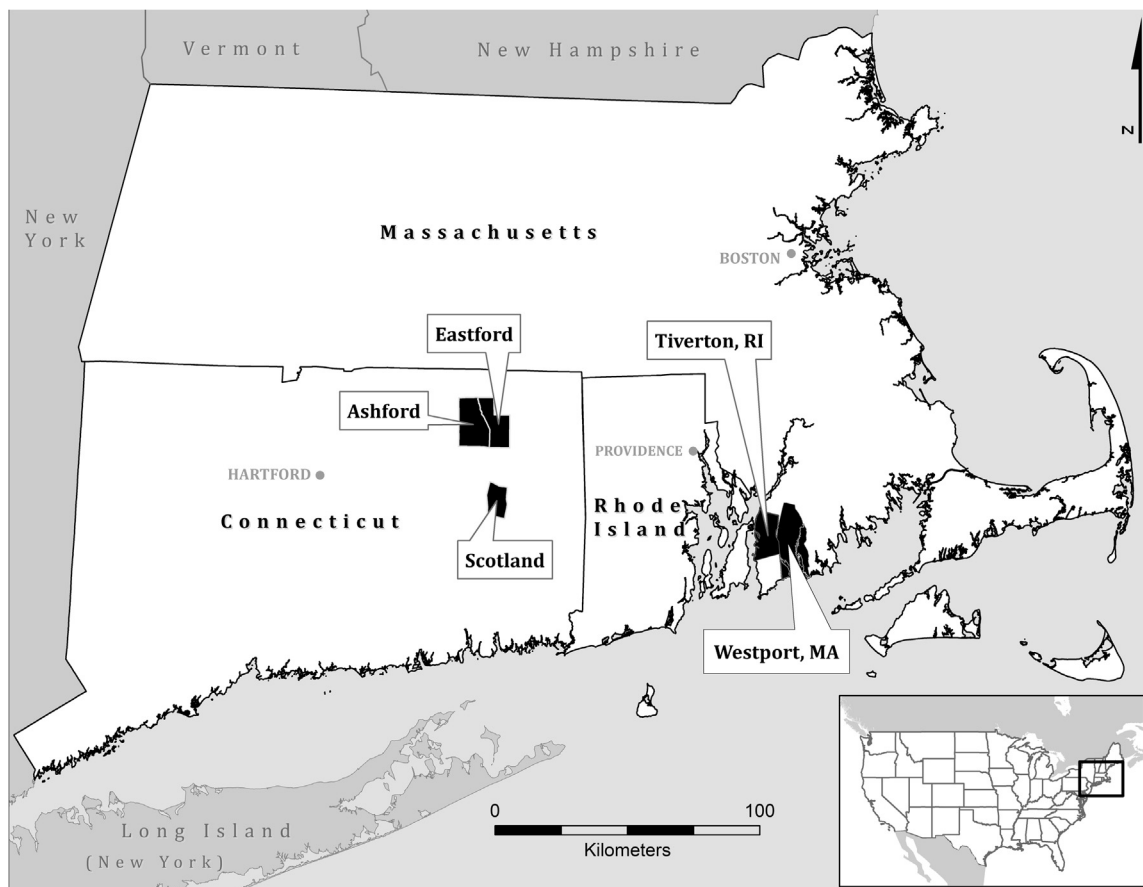 Vermont
New Hampshire
N
New
York
Massachusetts
BOSTON
Eastford
Tiverton, RI
Ashford
PROVIDENCE
HARTFORD
Rhode
Island
Connecticut
Scotland
Westport, MA
0
100
Kilometers
Long Island
(New York)